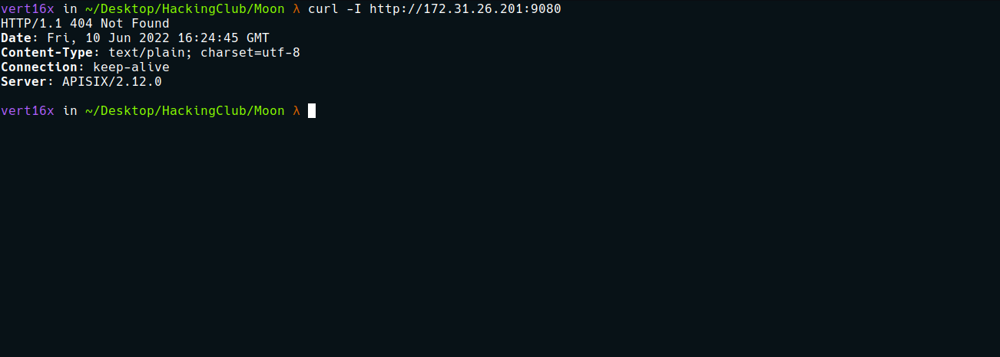 vert16x in ~/Desktop/HackingClub/Moon λ curl -I http://172.31.26.201:9080
HTTP/1.1 404 Not Found
Date: Fri, 10 Jun 2022 16:24:45 GMT
Content-Type: text/plain; charset=utf-8
Connection: keep-alive
Server: APISIX/2.12.0
vert16x in ~/Desktop/HackingClub/Moon λ